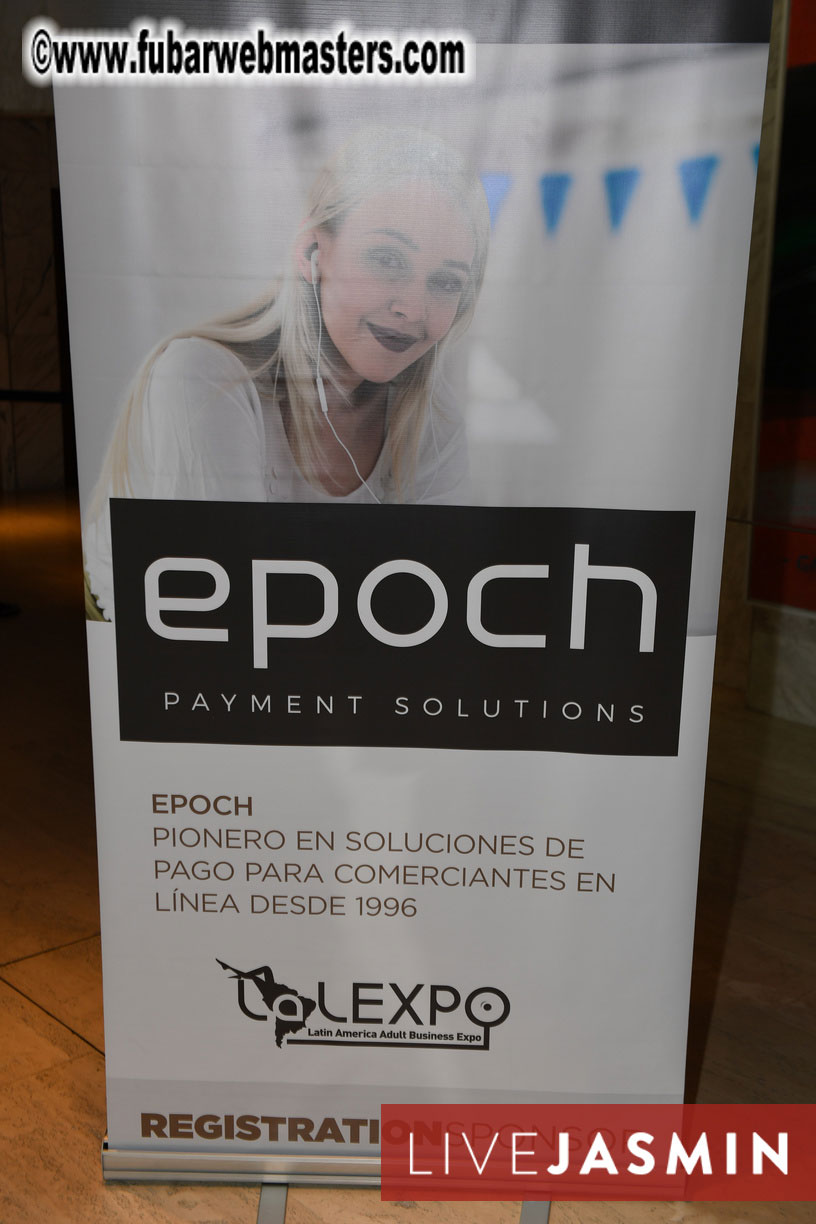 ©www.fubarwebmasters.com
epoch
PAYMENT SOLUTIONS
EPOCH
PIONERO EN SOLUCIONES DE
PAGO PARA COMERCIANTES EN
LÍNEA DESDE 1996
LaLEXPO
Latin America Adult Business Expo
REGISTRATIONSPONSOR
LIVEJASMIN